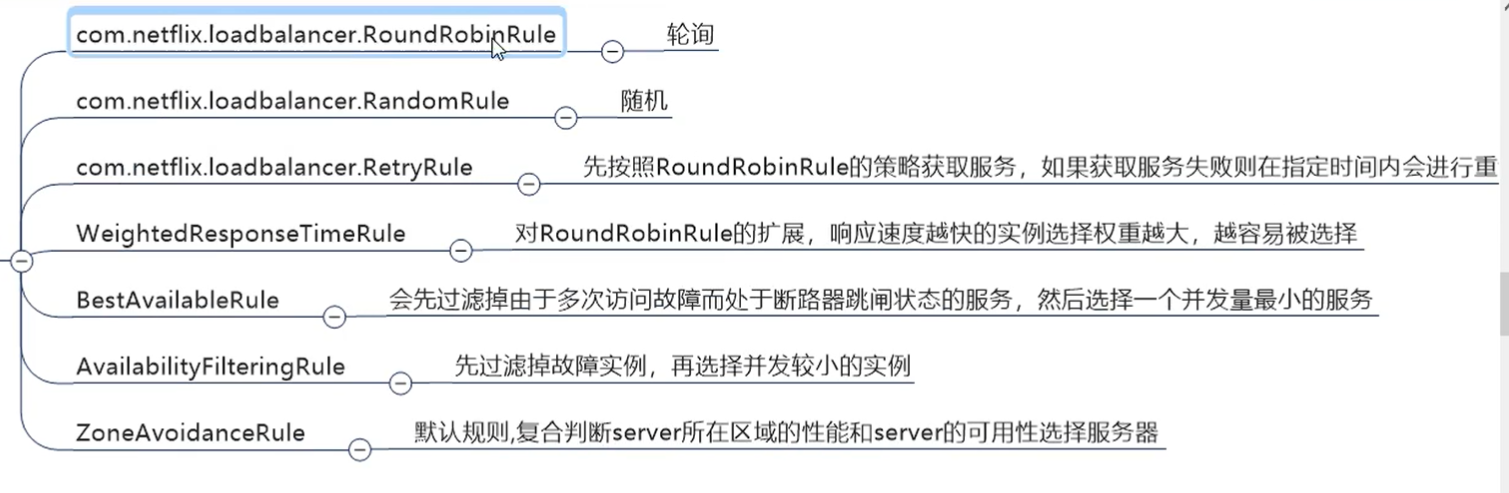 com.netflix.loadbalancer.RoundRobinRule 轮询
com.netflix.loadbalancer.RandomRule 随机
com.netflix.loadbalancer.RetryRule 先按照RoundRobinRule的策略获取服务，如果获取服务失败则在指定时间内会进行重
WeightedResponseTimeRule 对RoundRobinRule的扩展，响应速度越快的实例选择权重越大，越容易被选择
BestAvailableRule 会先过滤掉由于多次访问故障而处于断路器跳闸状态的服务，然后选择一个并发量最小的服务
AvailabilityFilteringRule 先过滤掉故障实例，再选择并发较小的实例
ZoneAvoidanceRule 默认规则,复合判断server所在区域的性能和server的可用性选择服务器